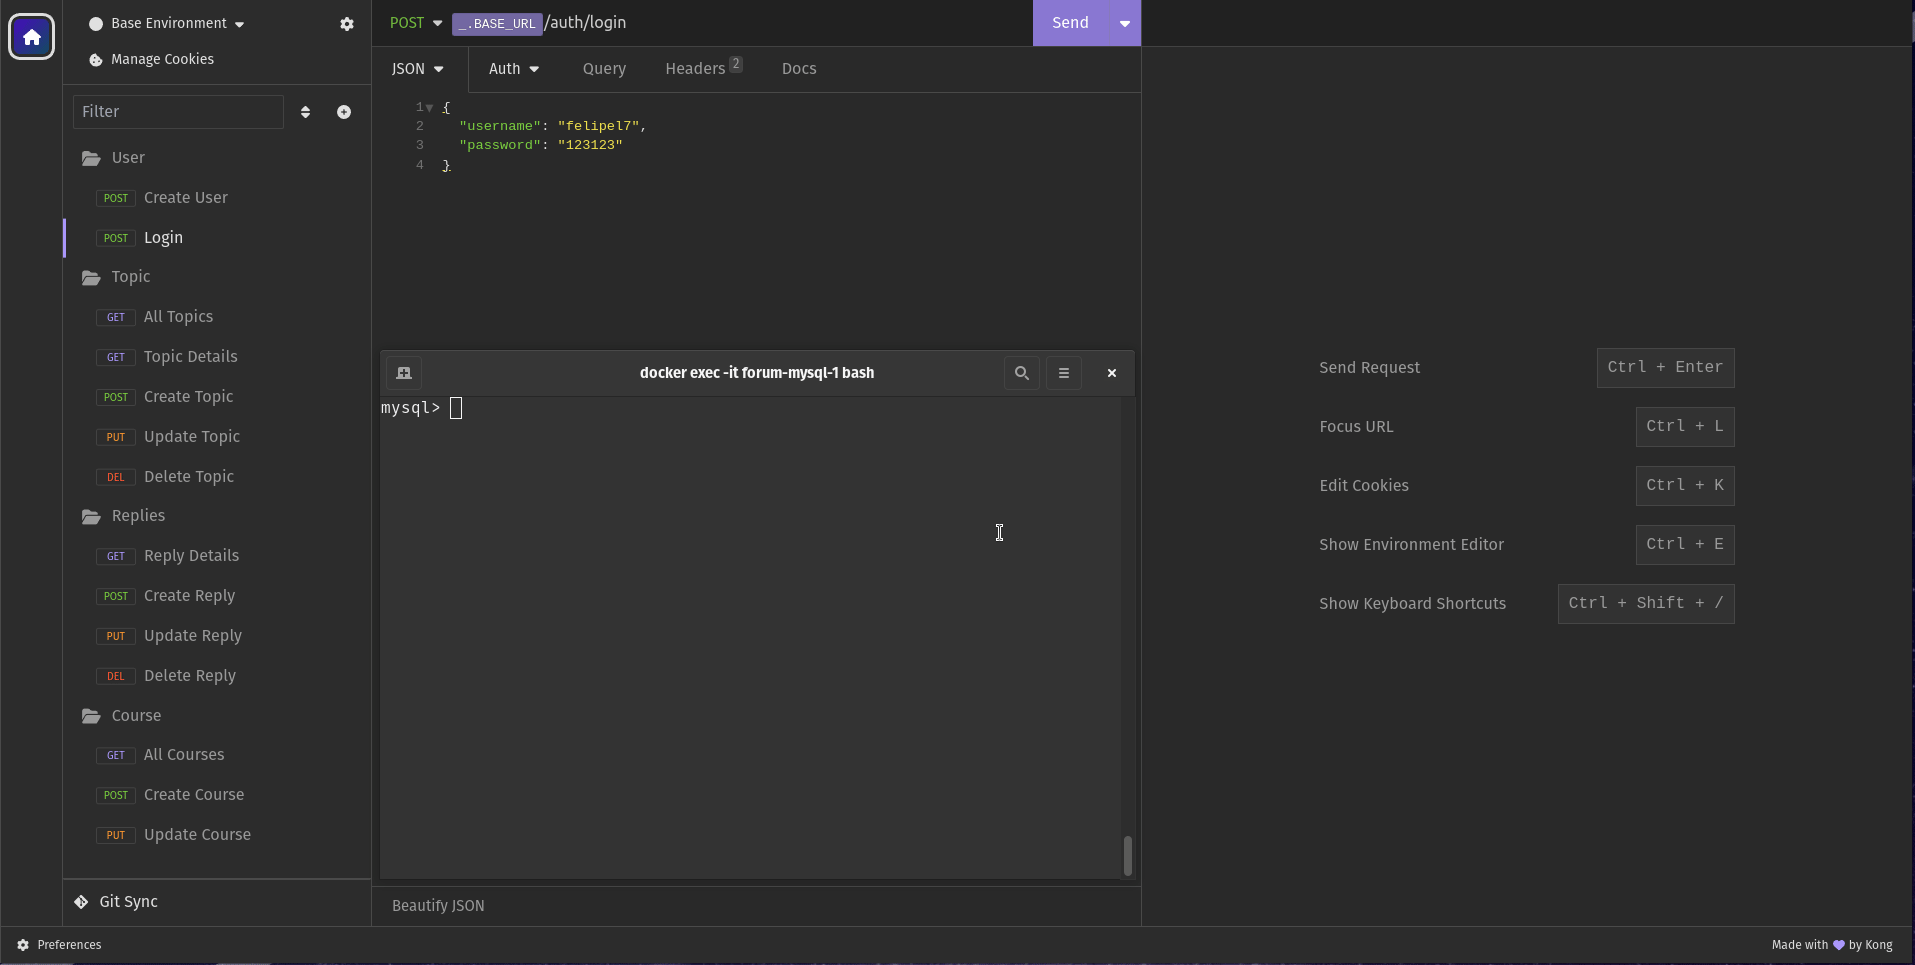 Base Environment
Manage Cookies
Filter
User
POST Create User
POST Login
Topic
GET All Topics
GET Topic Details
POST Create Topic
PUT Update Topic
DEL Delete Topic
Replies
GET Reply Details
POST Create Reply
PUT Update Reply
DEL Delete Reply
Course
GET All Courses
POST Create Course
PUT Update Course
Git Sync
Preferences
POST _.BASE_URL/auth/login
Send
JSON Auth Query Headers 2 Docs
1 {
2 "username": "felipel7",
3 "password": "123123"
4 }
docker exec -it forum-mysql-1 bash
mysql>
Beautify JSON
Send Request Ctrl + Enter
Focus URL Ctrl + L
Edit Cookies Ctrl + K
Show Environment Editor Ctrl + E
Show Keyboard Shortcuts Ctrl + Shift + /
Made with 💜 by Kong